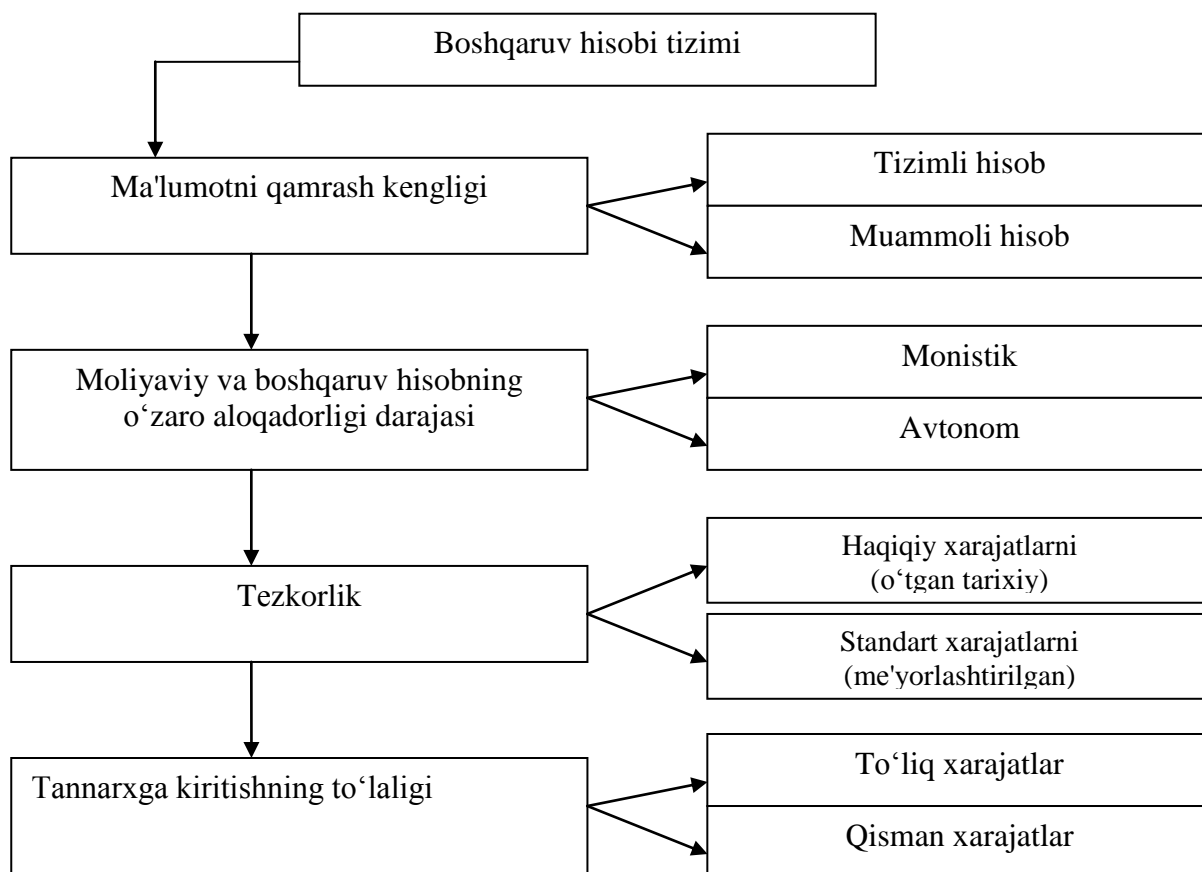 Boshqaruv hisobi tizimi
Ma'lumotni qamrash kengligi
Tizimli hisob
Muammoli hisob
Moliyaviy va boshqaruv hisobning
o‘zaro aloqadorligi darajasi
Monistik
Avtonom
Tezkorlik
Haqiqiy xarajatlarni
(o‘tgan tarixiy)
Standart xarajatlarni
(me'yorlashtirilgan)
Tannarxga kiritishning to‘laligi
To‘liq xarajatlar
Qisman xarajatlar